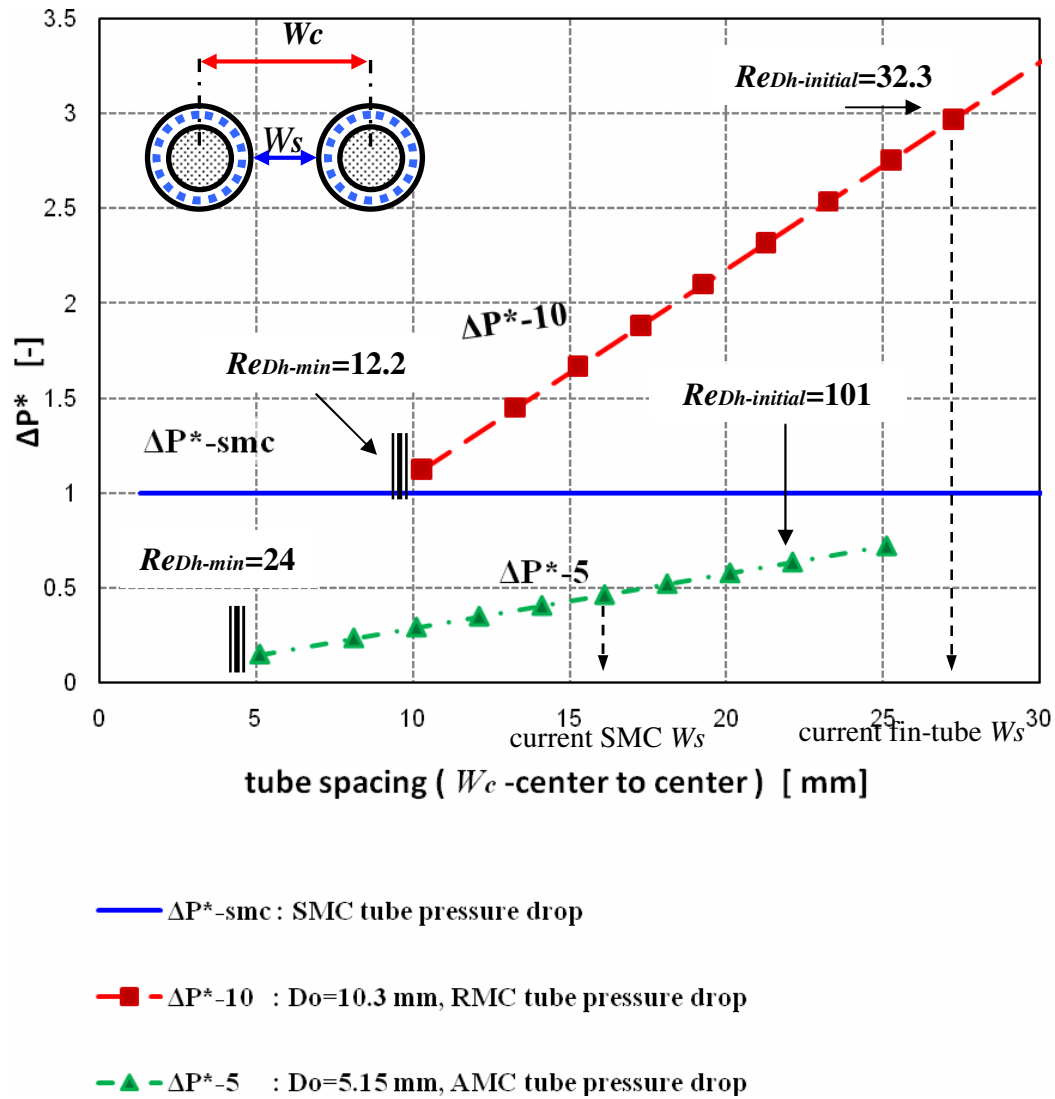 3.5
3
2.5
2
1.5
1
0.5
0
ΔP* [-]
Wc
Ws
ReDh-initial=32.3
ΔP*-10
ReDh-min=12.2
ReDh-initial=101
ΔP*-smc
ReDh-min=24
ΔP*-5
0 5 10 15 20 25 30
current SMC Ws
current fin-tube Ws
tube spacing ( Wc -center to center ) [ mm]
ΔP*-smc : SMC tube pressure drop
ΔP*-10 : Do=10.3 mm, RMC tube pressure drop
ΔP*-5 : Do=5.15 mm, AMC tube pressure drop